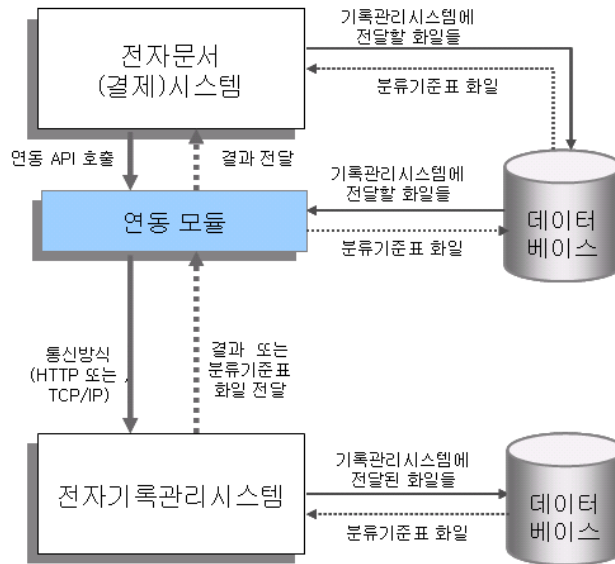 전자문서
(결제)시스템
기록관리시스템에
전달할 화일들
분류기준표 화일
연동 API 호출
결과 전달
연동 모듈
기록관리시스템에
전달할 화일들
분류기준표 화일
데이터
베이스
통신방식
(HTTP 또는 ,
TCP/IP)
결과 또는
분류기준표
화일 전달
전자기록관리시스템
기록관리시스템에
전달된 화일들
분류기준표 화일
데이터
베이스